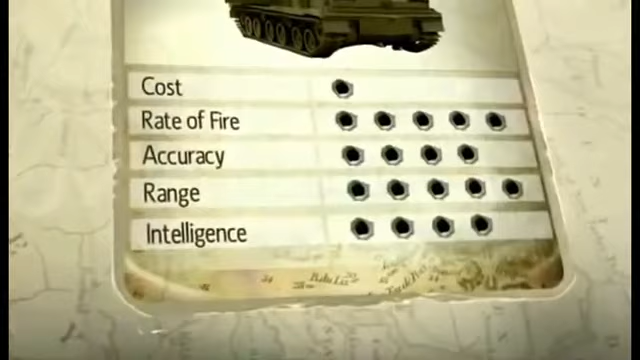 Cost
Rate of Fire
Accuracy
Range
Intelligence